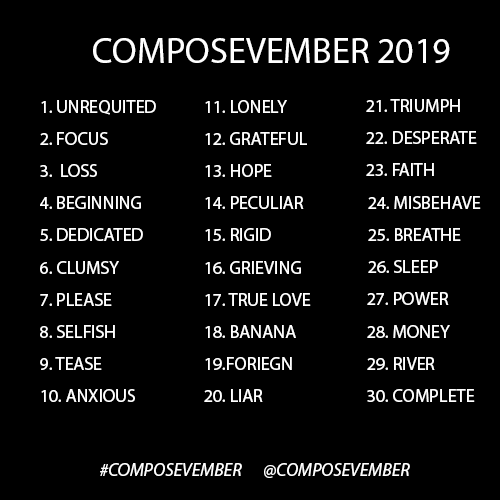 COMPOSEVEMBER 2019
1. UNREQUITED
2. FOCUS
3. LOSS
4. BEGINNING
5. DEDICATED
6. CLUMSY
7. PLEASE
8. SELFISH
9. TEASE
10. ANXIOUS
11. LONELY
12. GRATEFUL
13. HOPE
14. PECULIAR
15. RIGID
16. GRIEVING
17. TRUE LOVE
18. BANANA
19.FORIEGN
20. LIAR
21. TRIUMPH
22. DESPERATE
23. FAITH
24. MISBEHAVE
25. BREATHE
26. SLEEP
27. POWER
28. MONEY
29. RIVER
30. COMPLETE
#COMPOSEVEMBER @COMPOSEVEMBER